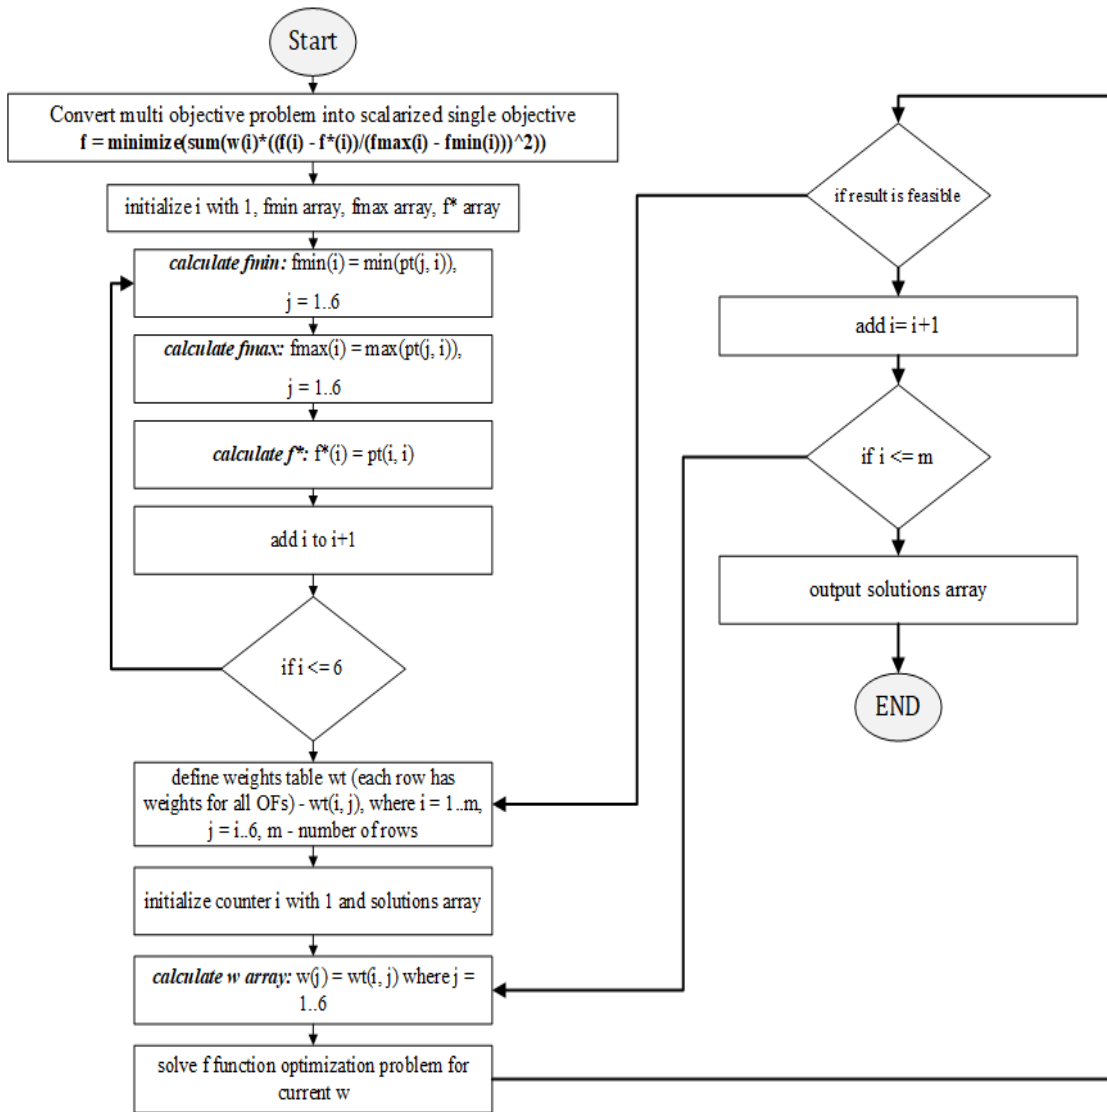 Start
Convert multi objective problem into scalarized single objective
f = minimize(sum(w(i)*((f(i) - f*(i))/(fmax(i) - fmin(i)))^2))
initialize i with 1, fmin array, fmax array, f* array
calculate fmin: fmin(i) = min(pt(j, i)),
j = 1..6
calculate fmax: fmax(i) = max(pt(j, i)),
j = 1..6
calculate f*: f*(i) = pt(i, i)
add i to i+1
if i <= 6
define weights table wt (each row has
weights for all OFs) - wt(i, j), where i = 1..m,
j = i..6, m - number of rows
initialize counter i with 1 and solutions array
calculate w array: w(j) = wt(i, j) where j =
1..6
solve f function optimization problem for
current w
if result is feasible
add i= i+1
if i <= m
output solutions array
END